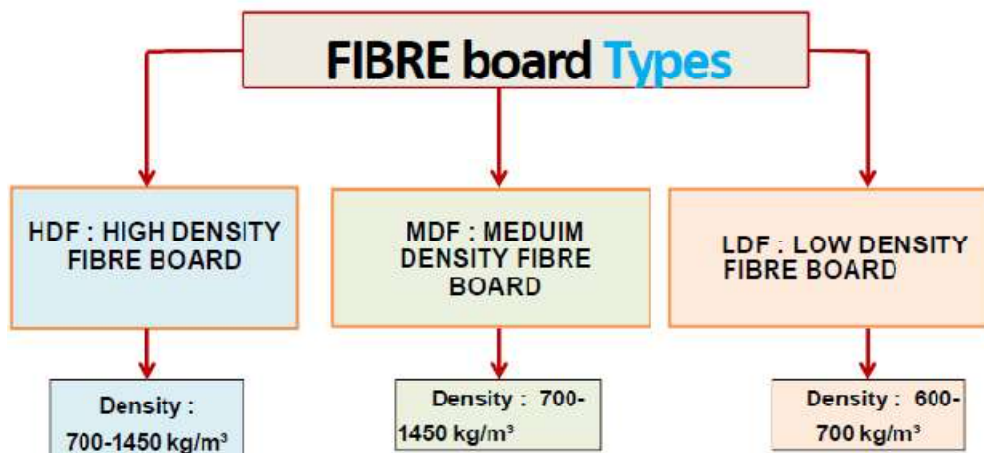 FIBRE board Types
HDF : HIGH DENSITY
FIBRE BOARD
MDF : MEDUIM
DENSITY FIBRE
BOARD
LDF : LOW DENSITY
FIBRE BOARD
Density :
700-1450 kg/m³
Density : 700-
1450 kg/m³
Density : 600-
700 kg/m³